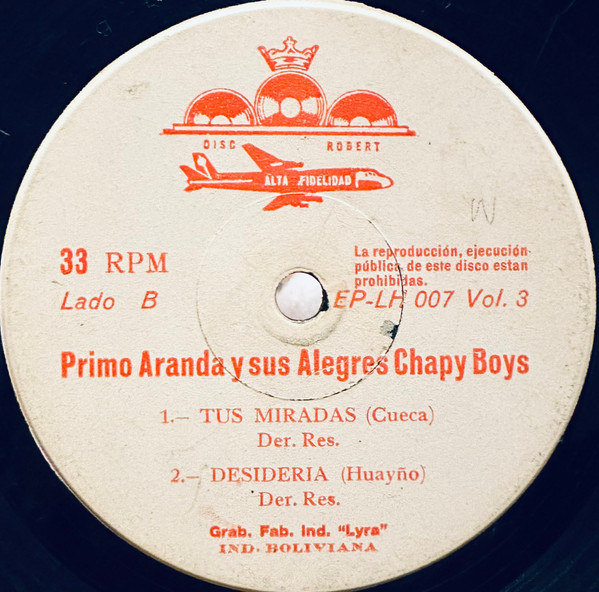 DISC ROBERT
ALTA FIDELIDAD
W
33 RPM
La reproducción, ejecución
pública de este disco estan
prohibidas.
Lado B
EP-LH 007 Vol. 3
Primo Aranda y sus Alegres Chapy Boys
1.– TUS MIRADAS (Cueca)
Der. Res.
2.– DESIDERIA (Huayño)
Der. Res.
Grab. Fab. Ind. "Lyra"
IND. BOLIVIANA